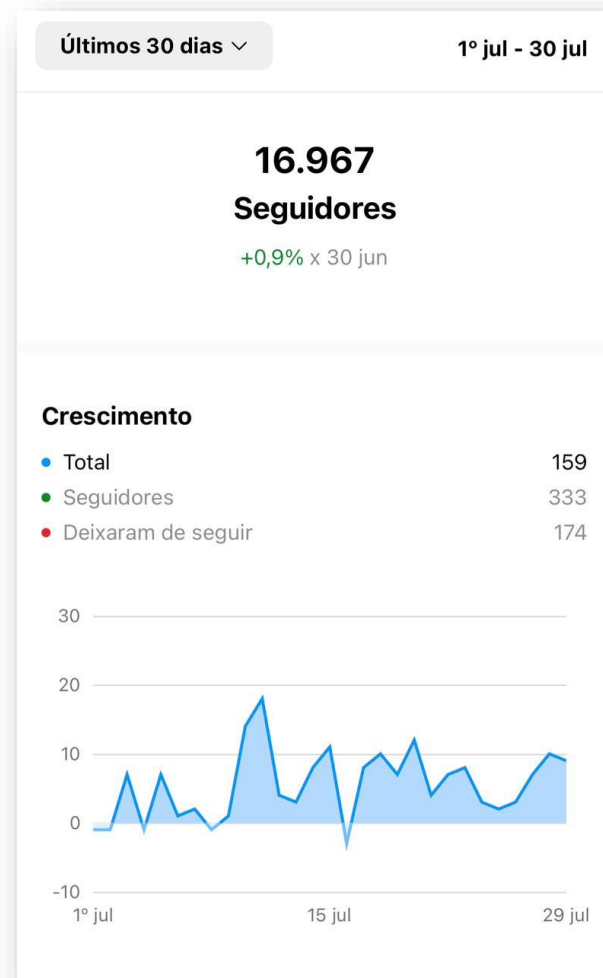 Últimos 30 dias
1º jul - 30 jul
16.967
Seguidores
+0,9% x 30 jun
Crescimento
Total 159
Seguidores 333
Deixaram de seguir 174
30
20
10
0
-10
1º jul 15 jul 29 jul